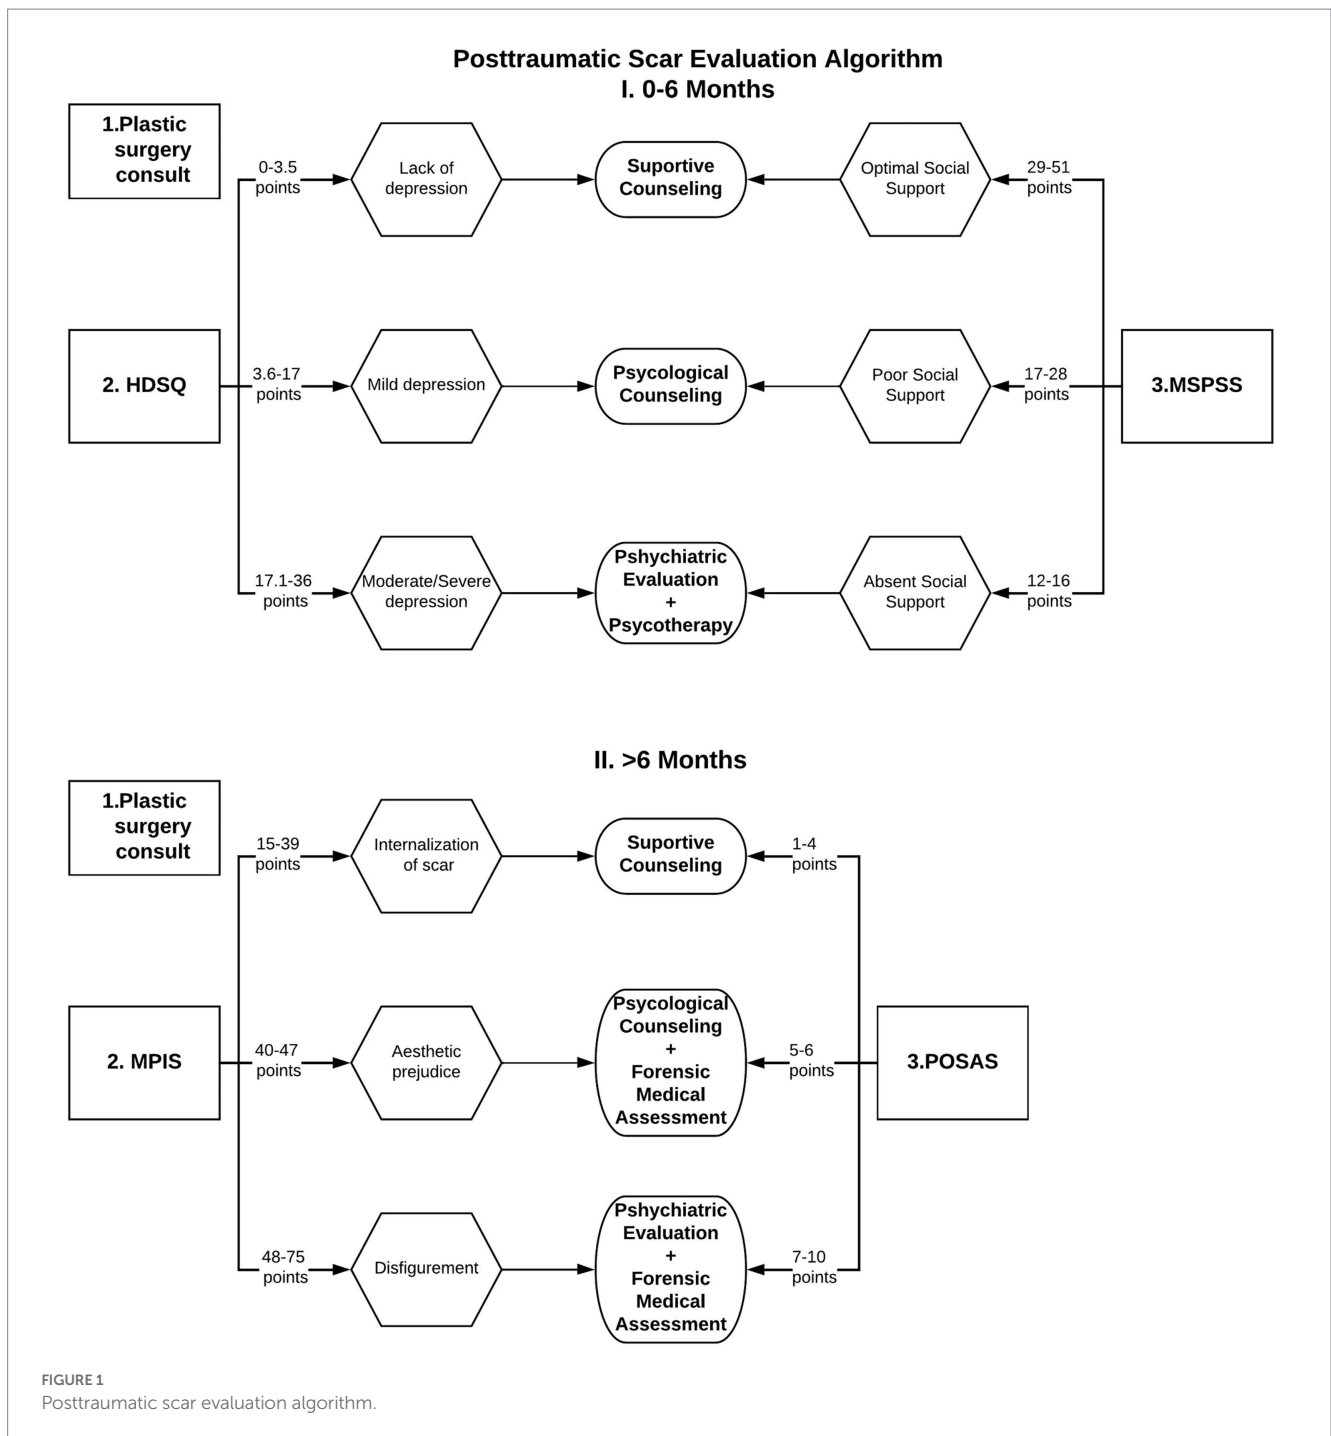 Posttraumatic Scar Evaluation Algorithm
I. 0-6 Months
1.Plastic
surgery
consult
0-3.5
points
Lack of
depression
Suportive
Counseling
Optimal Social
Support
29-51
points
2. HDSQ
3.6-17
points
Mild depression
Psycological
Counseling
Poor Social
Support
17-28
points
3.MSPSS
17.1-36
points
Moderate/Severe
depression
Pshychiatric
Evaluation
+
Psycotherapy
Absent Social
Support
12-16
points
II. >6 Months
1.Plastic
surgery
consult
15-39
points
Internalization
of scar
Suportive
Counseling
1-4
points
2. MPIS
40-47
points
Aesthetic
prejudice
Psycological
Counseling
+
Forensic
Medical
Assessment
5-6
points
3.POSAS
48-75
points
Disfigurement
Pshychiatric
Evaluation
+
Forensic
Medical
Assessment
7-10
points
FIGURE 1
Posttraumatic scar evaluation algorithm.